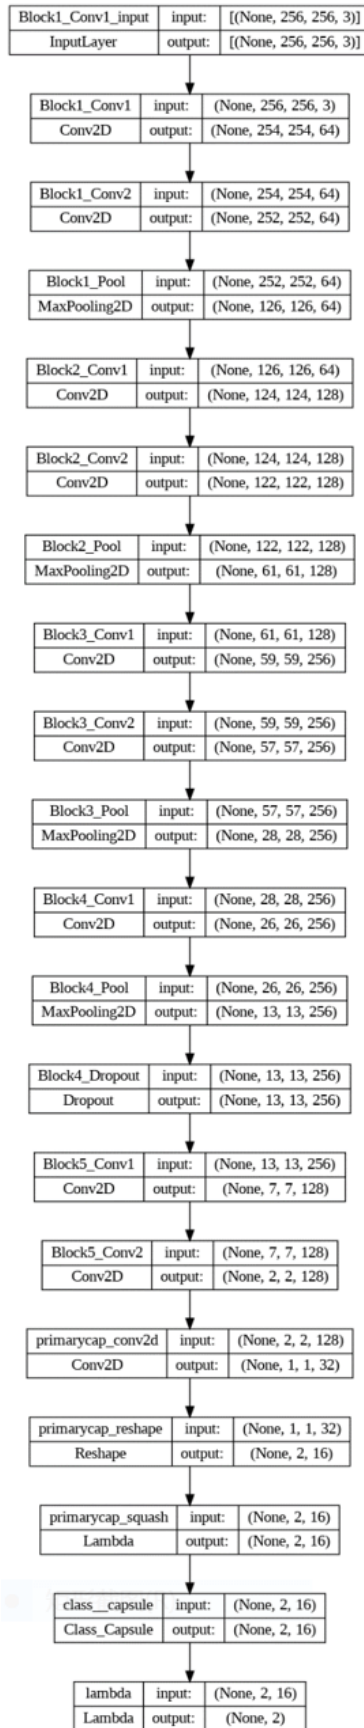 Block1_Conv1_input input: [(None, 256, 256, 3)]
InputLayer output: [(None, 256, 256, 3)]
Block1_Conv1 input: (None, 256, 256, 3)
Conv2D output: (None, 254, 254, 64)
Block1_Conv2 input: (None, 254, 254, 64)
Conv2D output: (None, 252, 252, 64)
Block1_Pool input: (None, 252, 252, 64)
MaxPooling2D output: (None, 126, 126, 64)
Block2_Conv1 input: (None, 126, 126, 64)
Conv2D output: (None, 124, 124, 128)
Block2_Conv2 input: (None, 124, 124, 128)
Conv2D output: (None, 122, 122, 128)
Block2_Pool input: (None, 122, 122, 128)
MaxPooling2D output: (None, 61, 61, 128)
Block3_Conv1 input: (None, 61, 61, 128)
Conv2D output: (None, 59, 59, 256)
Block3_Conv2 input: (None, 59, 59, 256)
Conv2D output: (None, 57, 57, 256)
Block3_Pool input: (None, 57, 57, 256)
MaxPooling2D output: (None, 28, 28, 256)
Block4_Conv1 input: (None, 28, 28, 256)
Conv2D output: (None, 26, 26, 256)
Block4_Pool input: (None, 26, 26, 256)
MaxPooling2D output: (None, 13, 13, 256)
Block4_Dropout input: (None, 13, 13, 256)
Dropout output: (None, 13, 13, 256)
Block5_Conv1 input: (None, 13, 13, 256)
Conv2D output: (None, 7, 7, 128)
Block5_Conv2 input: (None, 7, 7, 128)
Conv2D output: (None, 2, 2, 128)
primarycap_conv2d input: (None, 2, 2, 128)
Conv2D output: (None, 1, 1, 32)
primarycap_reshape input: (None, 1, 1, 32)
Reshape output: (None, 2, 16)
primarycap_squash input: (None, 2, 16)
Lambda output: (None, 2, 16)
class__capsule input: (None, 2, 16)
Class_Capsule output: (None, 2, 16)
lambda input: (None, 2, 16)
Lambda output: (None, 2)